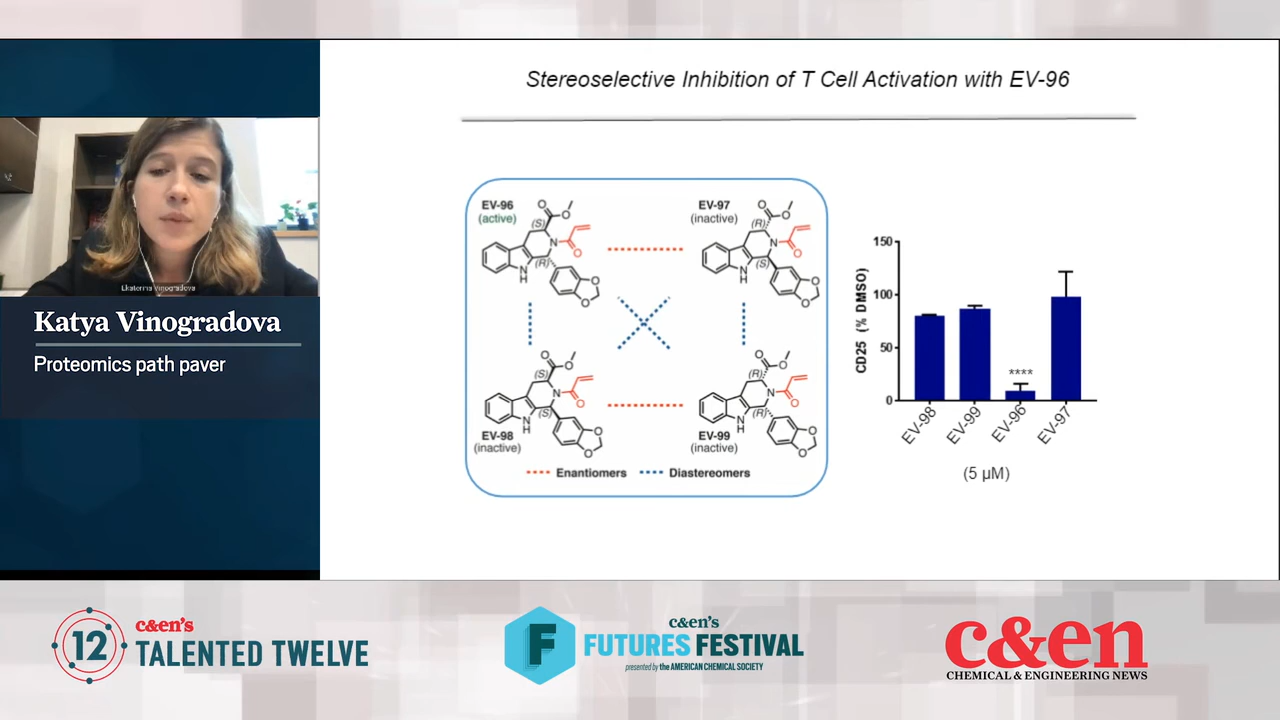 Stereoselective Inhibition of T Cell Activation with EV-96
EV-96
(active)
(S)
O
O
N
O
(R)
N
H
O
O
EV-97
(inactive)
(R)
O
O
N
O
(S)
N
H
O
O
EV-98
(inactive)
(S)
O
O
N
O
(S)
N
H
O
O
EV-99
(inactive)
(R)
O
O
N
O
(R)
N
H
O
O
Enantiomers
Diastereomers
CD25 (% DMSO)
150
100
50
0
****
EV-98
EV-99
EV-96
EV-97
(5 µM)
Ekaterina Vinogradova
Katya Vinogradova
Proteomics path paver
12
c&en's
TALENTED TWELVE
F
c&en's
FUTURES FESTIVAL
presented by the AMERICAN CHEMICAL SOCIETY
c&en
CHEMICAL & ENGINEERING NEWS